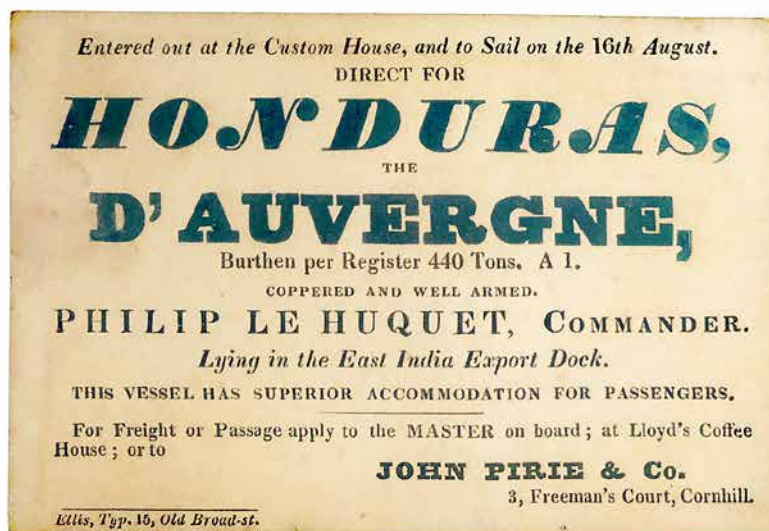 Entered out at the Custom House, and to Sail on the 16th August.
DIRECT FOR
HONDURAS,
THE
D'AUVERGNE,
Burthen per Register 440 Tons. A 1.
COPPERED AND WELL ARMED.
PHILIP LE HUQUET, COMMANDER.
Lying in the East India Export Dock.
THIS VESSEL HAS SUPERIOR ACCOMMODATION FOR PASSENGERS.
For Freight or Passage apply to the MASTER on board; at Lloyd's Coffee
House; or to
JOHN PIRIE & Co.
3, Freeman's Court, Cornhill.
Ellis, Typ. 15, Old Broad-st.